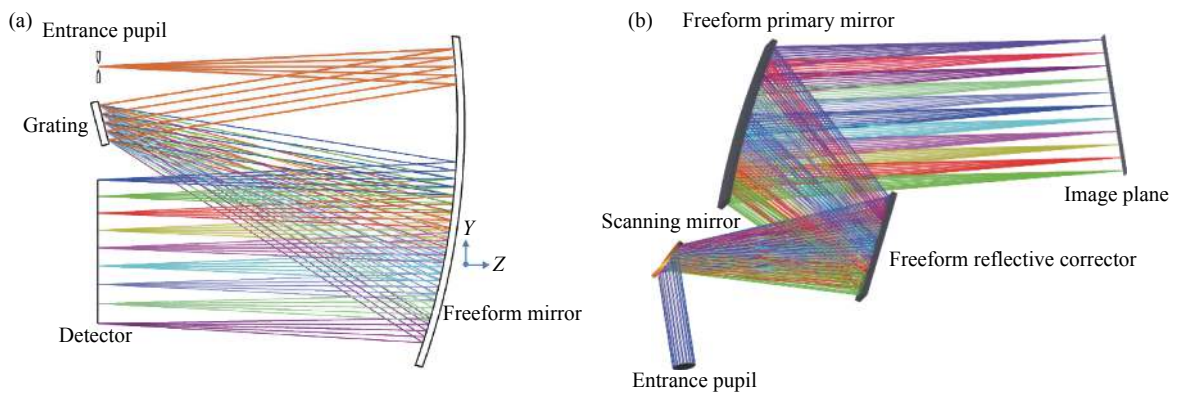 (a)
Entrance pupil
Grating
Y
Z
Freeform mirror
Detector
(b)
Freeform primary mirror
Image plane
Scanning mirror
Freeform reflective corrector
Entrance pupil